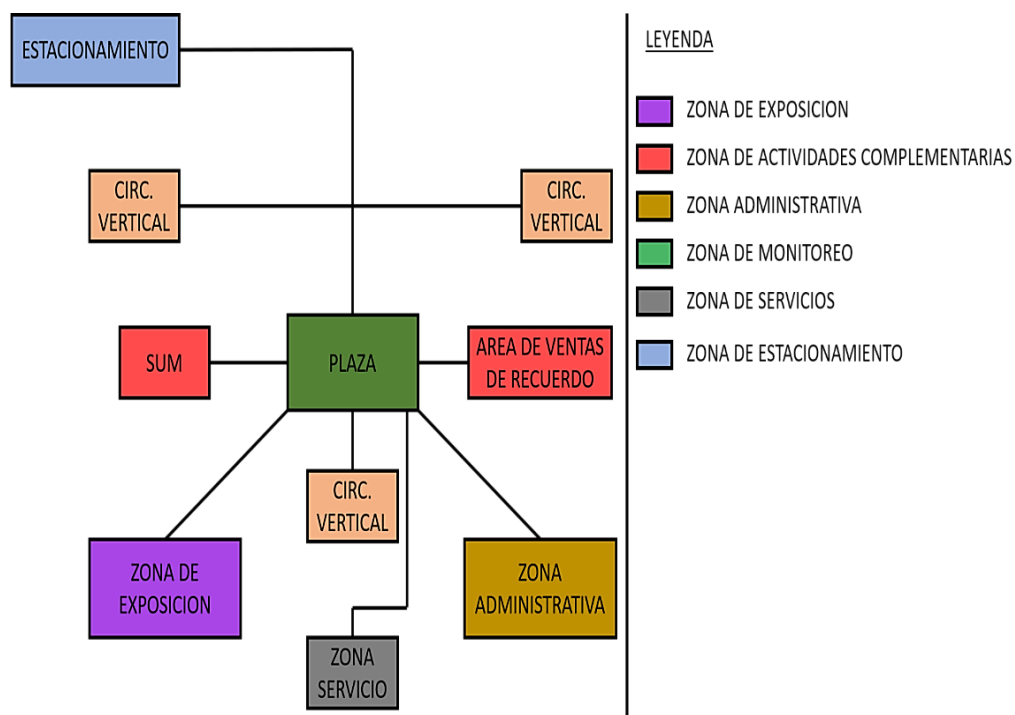 ESTACIONAMIENTO
CIRC.
VERTICAL
CIRC.
VERTICAL
SUM
PLAZA
AREA DE VENTAS
DE RECUERDO
CIRC.
VERTICAL
ZONA DE
EXPOSICION
ZONA
ADMINISTRATIVA
ZONA
SERVICIO
LEYENDA
ZONA DE EXPOSICION
ZONA DE ACTIVIDADES COMPLEMENTARIAS
ZONA ADMINISTRATIVA
ZONA DE MONITOREO
ZONA DE SERVICIOS
ZONA DE ESTACIONAMIENTO